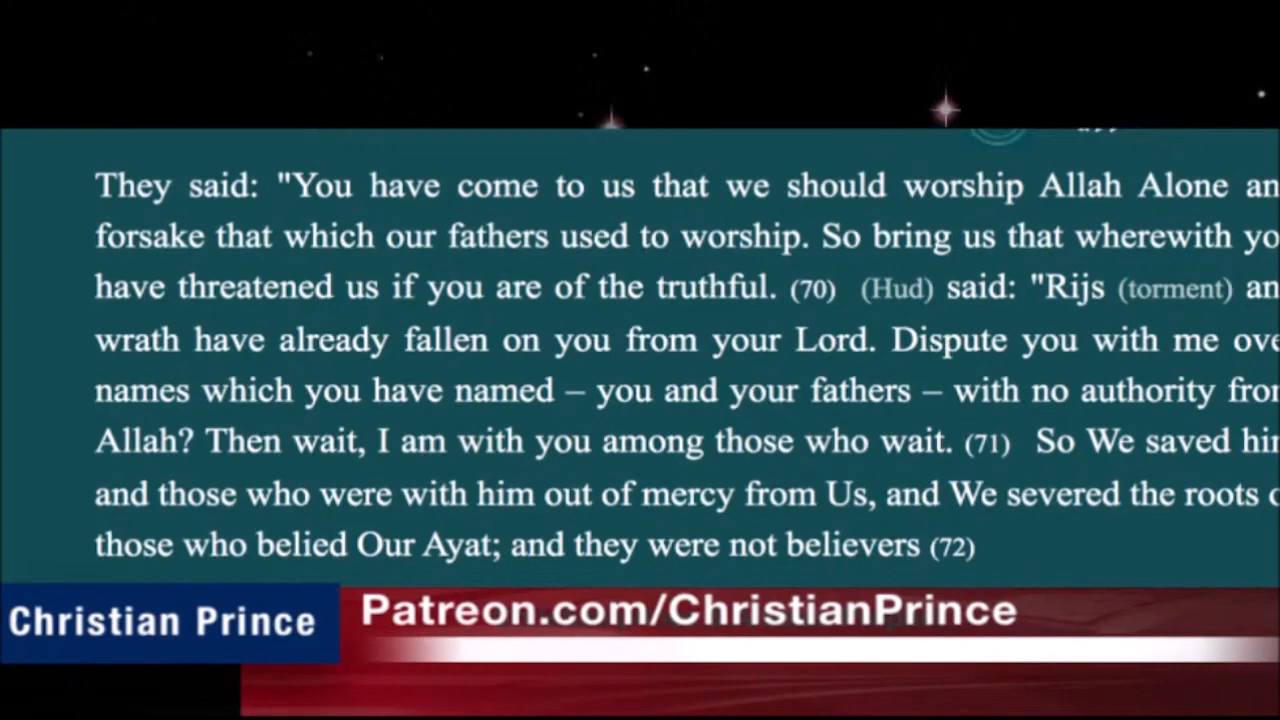 They said: "You have come to us that we should worship Allah Alone an
forsake that which our fathers used to worship. So bring us that wherewith yo
have threatened us if you are of the truthful. (70) (Hud) said: "Rijs (torment) an
wrath have already fallen on you from your Lord. Dispute you with me ove
names which you have named – you and your fathers – with no authority fro
Allah? Then wait, I am with you among those who wait. (71) So We saved hi
and those who were with him out of mercy from Us, and We severed the roots o
those who belied Our Ayat; and they were not believers (72)
Christian Prince
Patreon.com/ChristianPrince